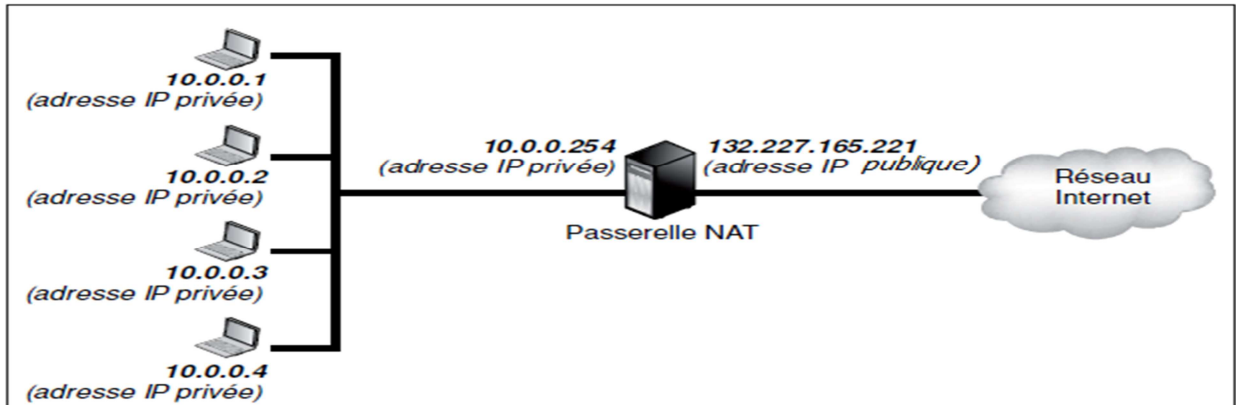 10.0.0.1
(adresse IP privée)
10.0.0.2
(adresse IP privée)
10.0.0.3
(adresse IP privée)
10.0.0.4
(adresse IP privée)
10.0.0.254
(adresse IP privée)
132.227.165.221
(adresse IP publique)
Passerelle NAT
Réseau
Internet